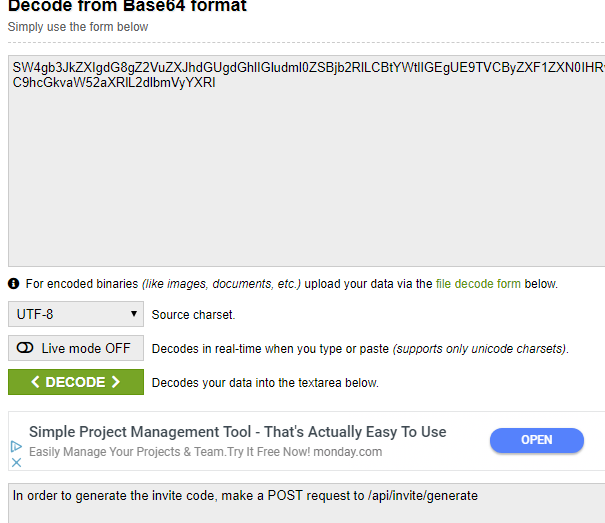 Decode from Base64 format
Simply use the form below
SW4gb3JkZXIgdG8gZ2VuZXJhdGUgdGhlIGludml0ZSBjb2RlLCBtYWtlIGEgUE9TVCByZXF1ZXN0IHRv
C9hcGkvaW52aXRlL2dlbmVyYXRl
For encoded binaries (like images, documents, etc.) upload your data via the file decode form below.
UTF-8 Source charset.
Live mode OFF Decodes in real-time when you type or paste (supports only unicode charsets).
DECODE Decodes your data into the textarea below.
Simple Project Management Tool - That's Actually Easy To Use
OPEN
Easily Manage Your Projects & Team.Try It Free Now! monday.com
In order to generate the invite code, make a POST request to /api/invite/generate